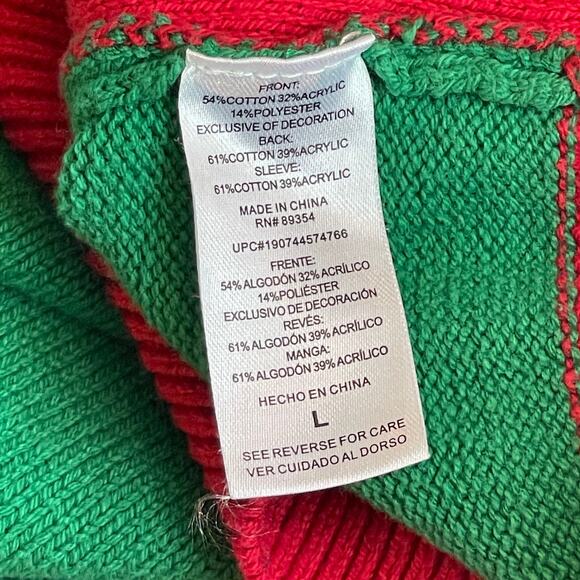 FRONT:
54%COTTON 32%ACRYLIC
14%POLYESTER
EXCLUSIVE OF DECORATION
BACK:
61%COTTON 39%ACRYLIC
SLEEVE:
61%COTTON 39%ACRYLIC
MADE IN CHINA
RN# 89354
UPC#190744574766
FRENTE:
54% ALGODÓN 32% ACRÍLICO
14%POLIÉSTER
EXCLUSIVO DE DECORACIÓN
REVÉS:
61% ALGODÓN 39% ACRÍLICO
MANGA:
61% ALGODÓN 39% ACRÍLICO
HECHO EN CHINA
L
SEE REVERSE FOR CARE
VER CUIDADO AL DORSO